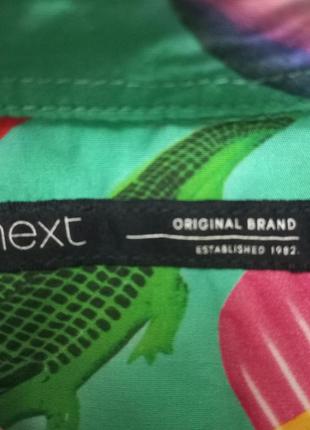 next
ORIGINAL BRAND
ESTABLISHED 1982.